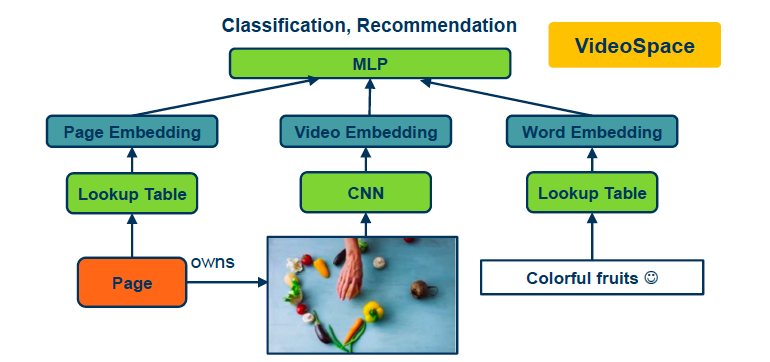 Classification, Recommendation
VideoSpace
MLP
Page Embedding
Video Embedding
Word Embedding
Lookup Table
CNN
Lookup Table
owns
Page
Colorful fruits ☺